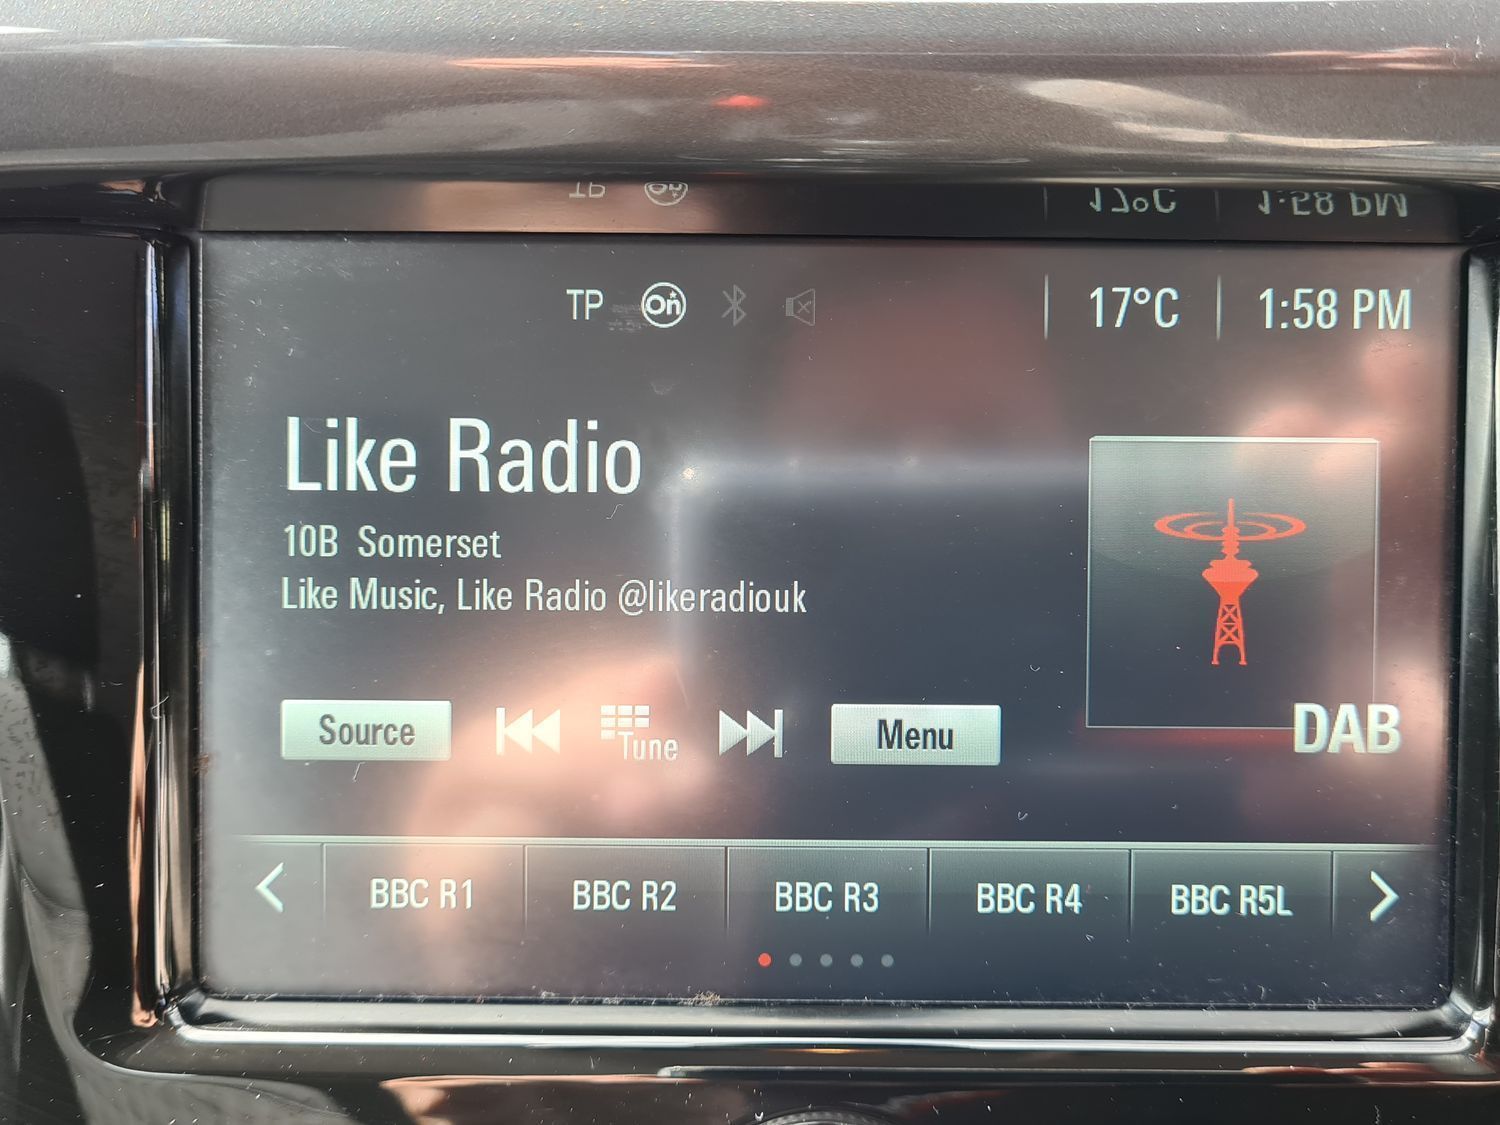 TP On 17°C 1:58 PM
Like Radio
10B Somerset
Like Music, Like Radio @likeradiouk
Source Tune Menu
DAB
BBC R1 BBC R2 BBC R3 BBC R4 BBC R5L